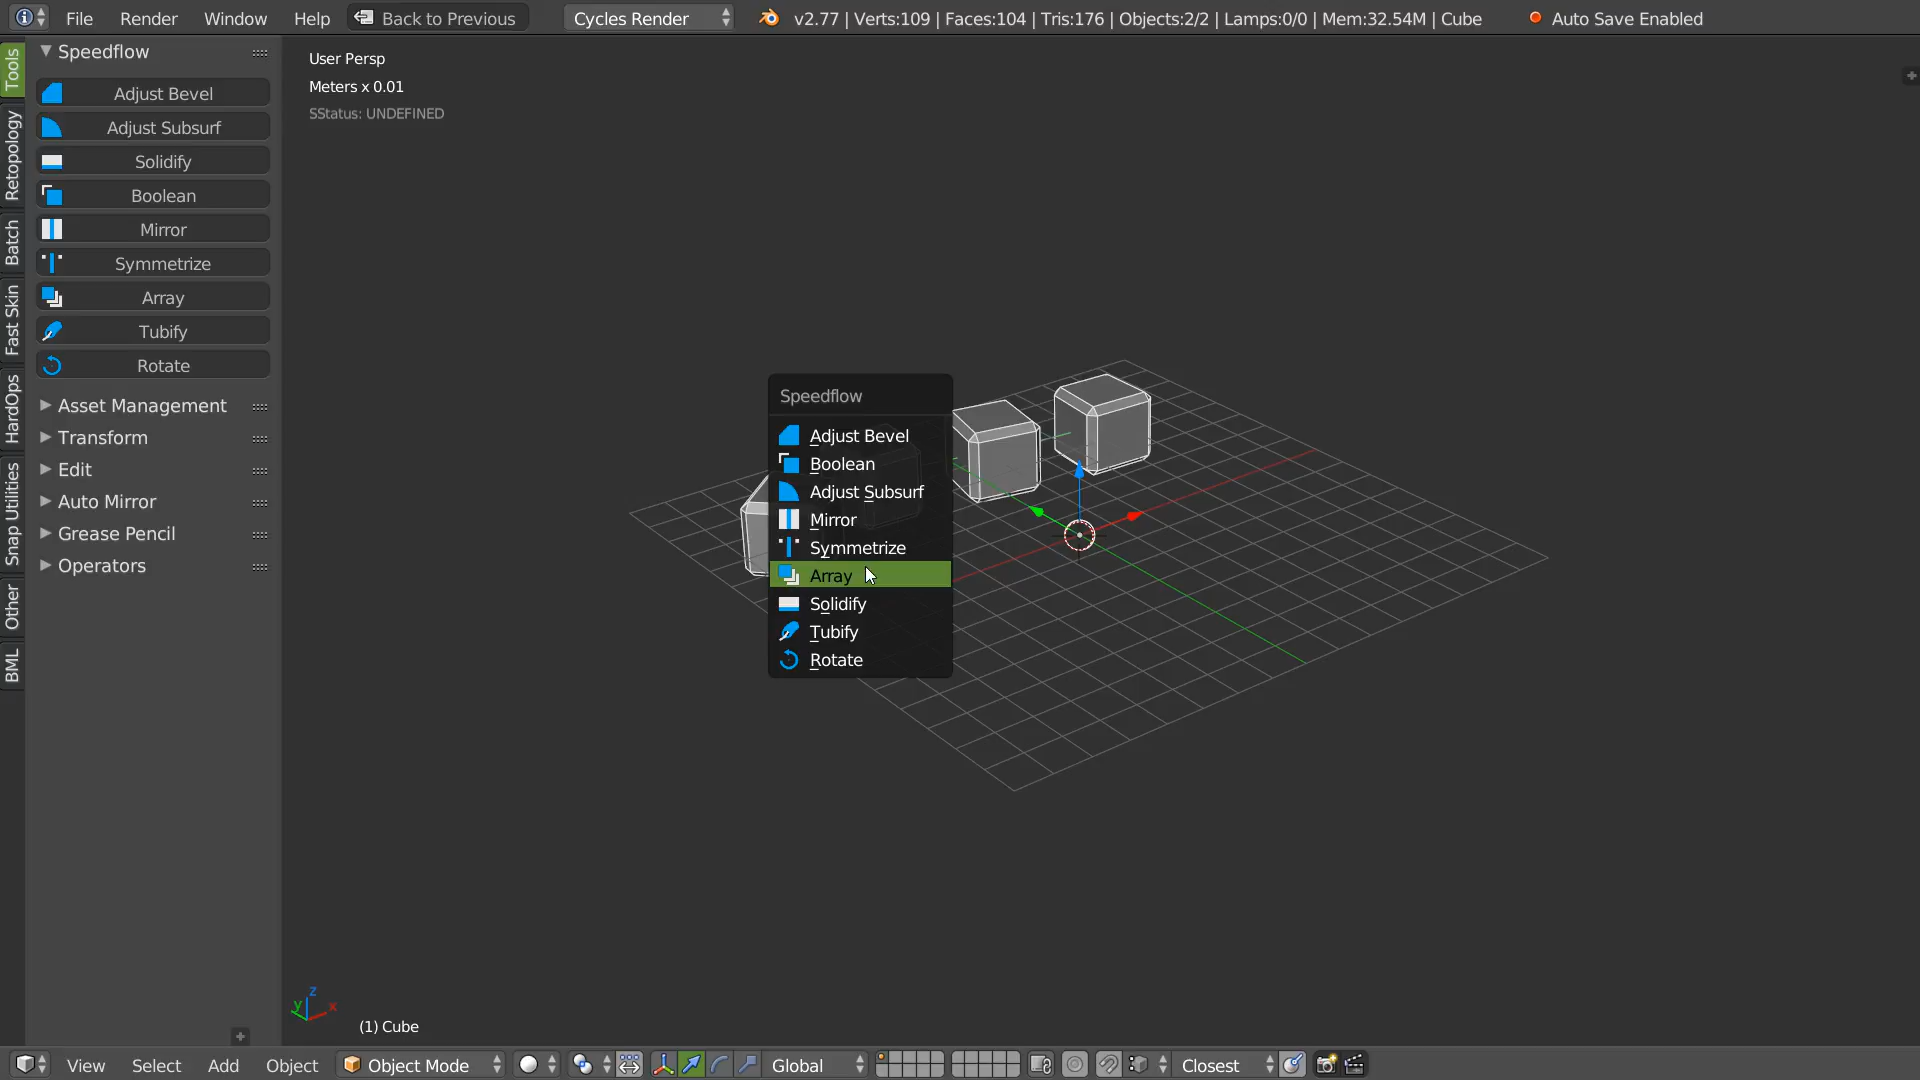 File Render Window Help Back to Previous Cycles Render v2.77 | Verts:109 | Faces:104 | Tris:176 | Objects:2/2 | Lamps:0/0 | Mem:32.54M | Cube Auto Save Enabled
Tools
Retopology
Batch
Fast Skin
HardOps
Snap Utilities
Other
BML
Speedflow
Adjust Bevel
Adjust Subsurf
Solidify
Boolean
Mirror
Symmetrize
Array
Tubify
Rotate
Asset Management
Transform
Edit
Auto Mirror
Grease Pencil
Operators
User Persp
Meters x 0.01
SStatus: UNDEFINED
Speedflow
Adjust Bevel
Boolean
Adjust Subsurf
Mirror
Symmetrize
Array
Solidify
Tubify
Rotate
z
y
x
(1) Cube
View Select Add Object Object Mode Global Closest